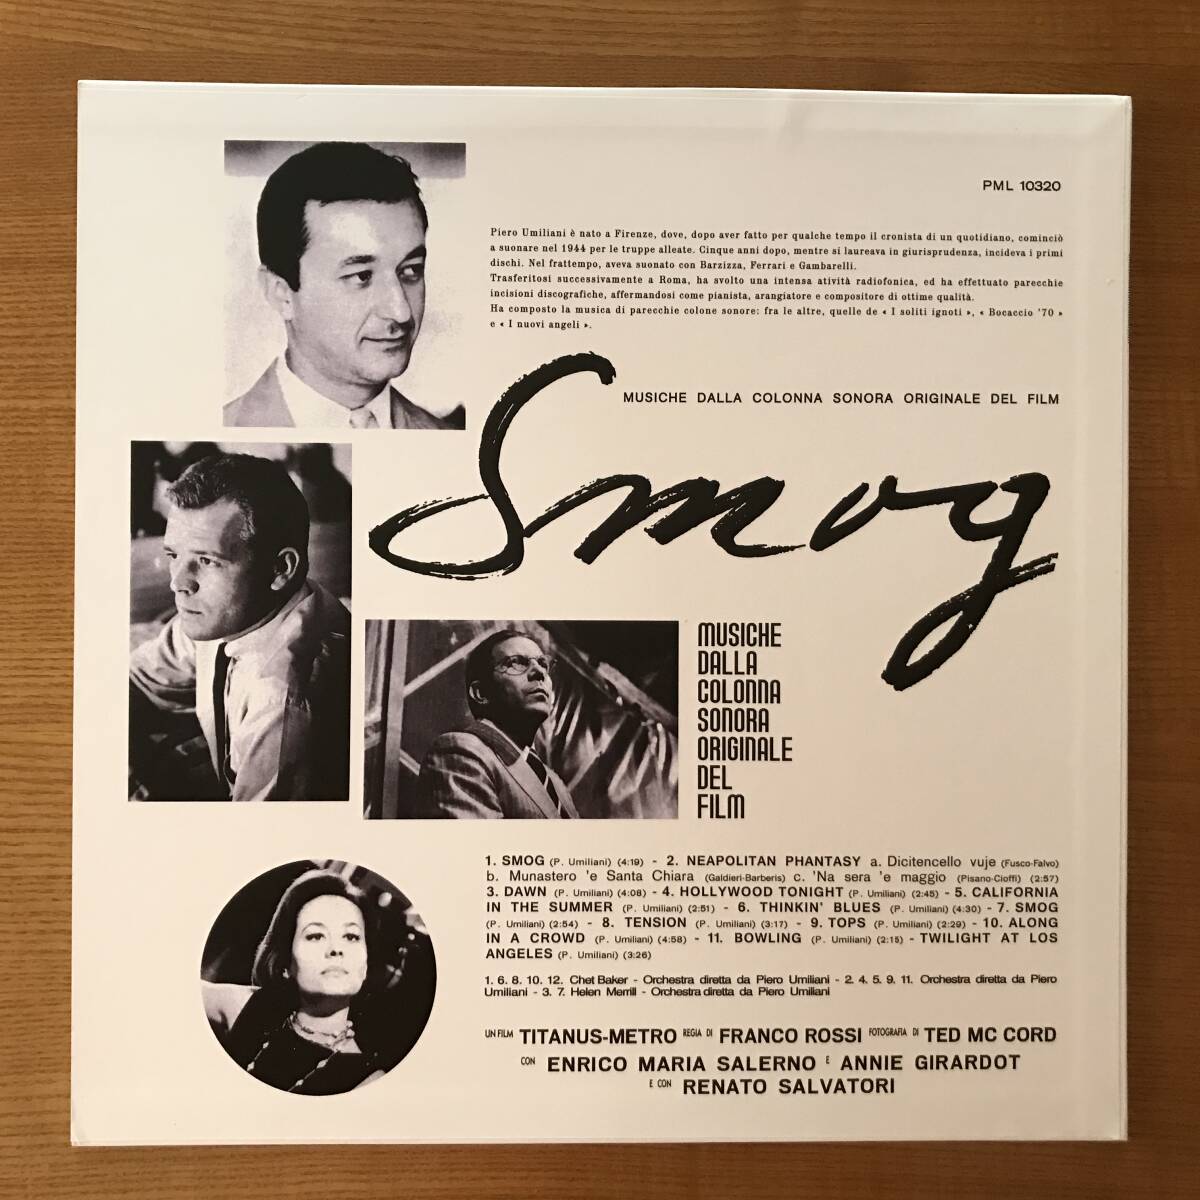 PML 10320
Piero Umiliani è nato a Firenze, dove, dopo aver fatto per qualche tempo il cronista di un quotidiano, cominciò
a suonare nel 1944 per le truppe alleate. Cinque anni dopo, mentre si laureava in giurisprudenza, incideva i primi
dischi. Nel frattempo, aveva suonato con Barzizza, Ferrari e Gambarelli.
Trasferitosi successivamente a Roma, ha svolto una intensa atività radiofonica, ed ha effettuato parecchie
incisioni discografiche, affermandosi come pianista, arangiatore e compositore di ottime qualità.
Ha composto la musica di parecchie colone sonore: fra le altre, quelle de « I soliti ignoti », « Bocaccio '70 »
e « I nuovi angeli ».
MUSICHE DALLA COLONNA SONORA ORIGINALE DEL FILM
Smog
MUSICHE
DALLA
COLONNA
SONORA
ORIGINALE
DEL
FILM
1. SMOG (P. Umiliani) (4:19) - 2. NEAPOLITAN PHANTASY a. Dicitencello vuje (Fusco-Falvo)
b. Munastero 'e Santa Chiara (Galdieri-Barberis) c. 'Na sera 'e maggio (Pisano-Cioffi) (2:57)
3. DAWN (P. Umiliani) (4:08) - 4. HOLLYWOOD TONIGHT (P. Umiliani) (2:45) - 5. CALIFORNIA
IN THE SUMMER (P. Umiliani) (2:51) - 6. THINKIN' BLUES (P. Umiliani) (4:30) - 7. SMOG
(P. Umiliani) (2:54) - 8. TENSION (P. Umiliani) (3:17) - 9. TOPS (P. Umiliani) (2:29) - 10. ALONG
IN A CROWD (P. Umiliani) (4:58) - 11. BOWLING (P. Umiliani) (2:15) - TWILIGHT AT LOS
ANGELES (P. Umiliani) (3:26)
1. 6. 8. 10. 12. Chet Baker - Orchestra diretta da Piero Umiliani - 2. 4. 5. 9. 11. Orchestra diretta da Piero
Umiliani - 3. 7. Helen Merrill - Orchestra diretta da Piero Umiliani
UN FILM TITANUS-METRO REGIA DI FRANCO ROSSI FOTOGRAFIA DI TED MC CORD
CON ENRICO MARIA SALERNO E ANNIE GIRARDOT
E CON RENATO SALVATORI